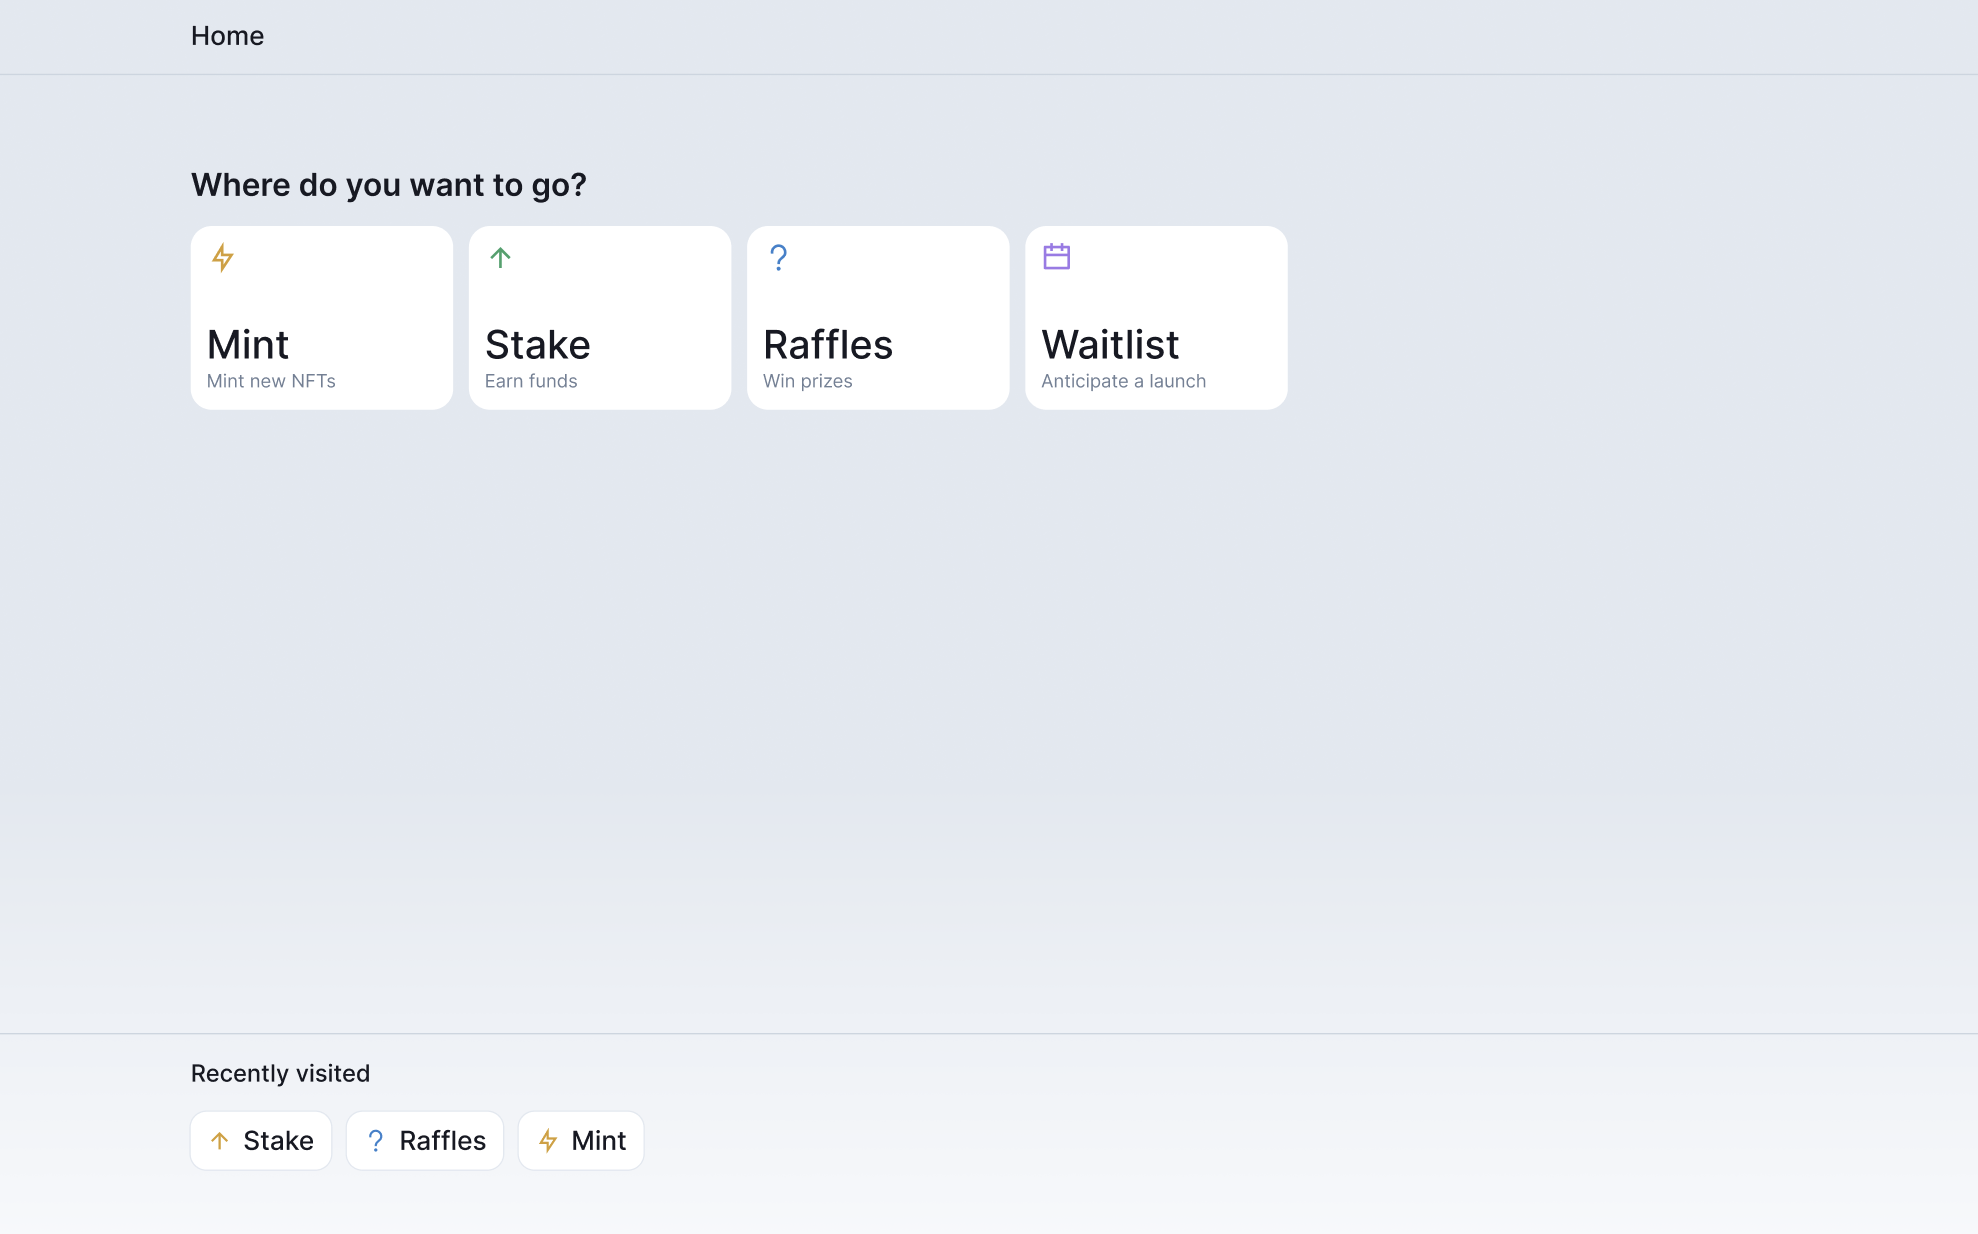 Home
Where do you want to go?
Mint
Mint new NFTs
Stake
Earn funds
Raffles
Win prizes
Waitlist
Anticipate a launch
Recently visited
Stake
Raffles
Mint